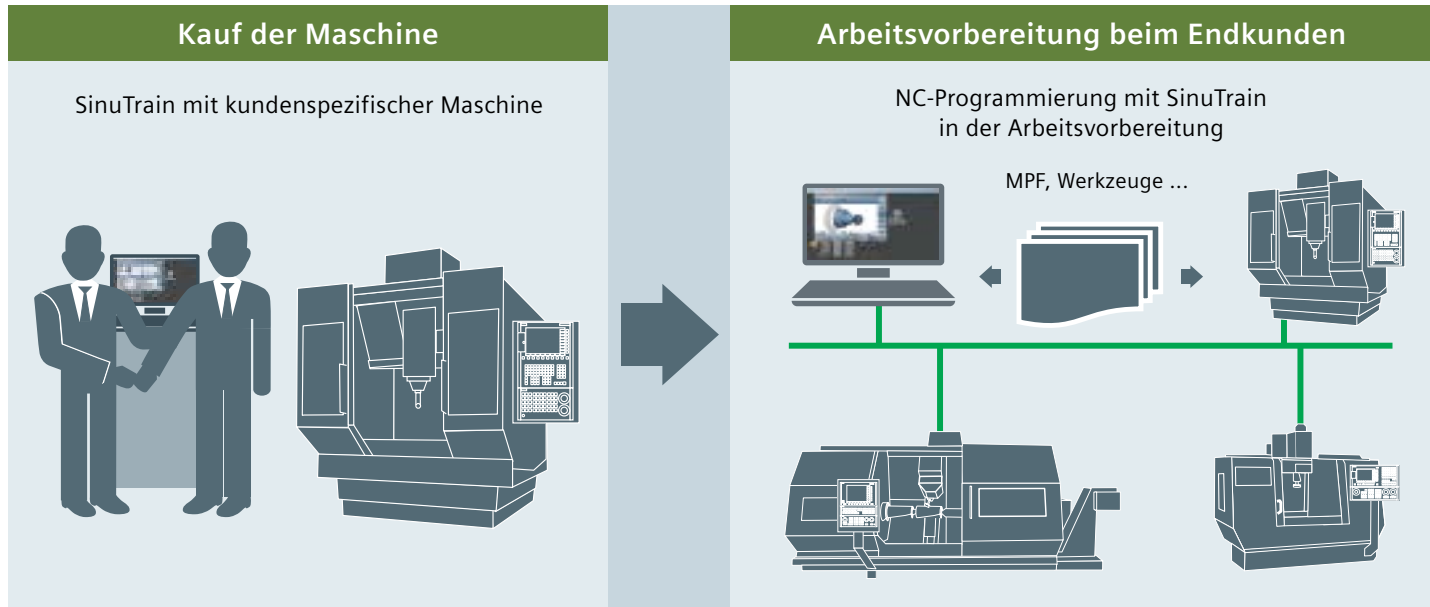 Kauf der Maschine
SinuTrain mit kundenspezifischer Maschine
Arbeitsvorbereitung beim Endkunden
NC-Programmierung mit SinuTrain
in der Arbeitsvorbereitung
MPF, Werkzeuge ...